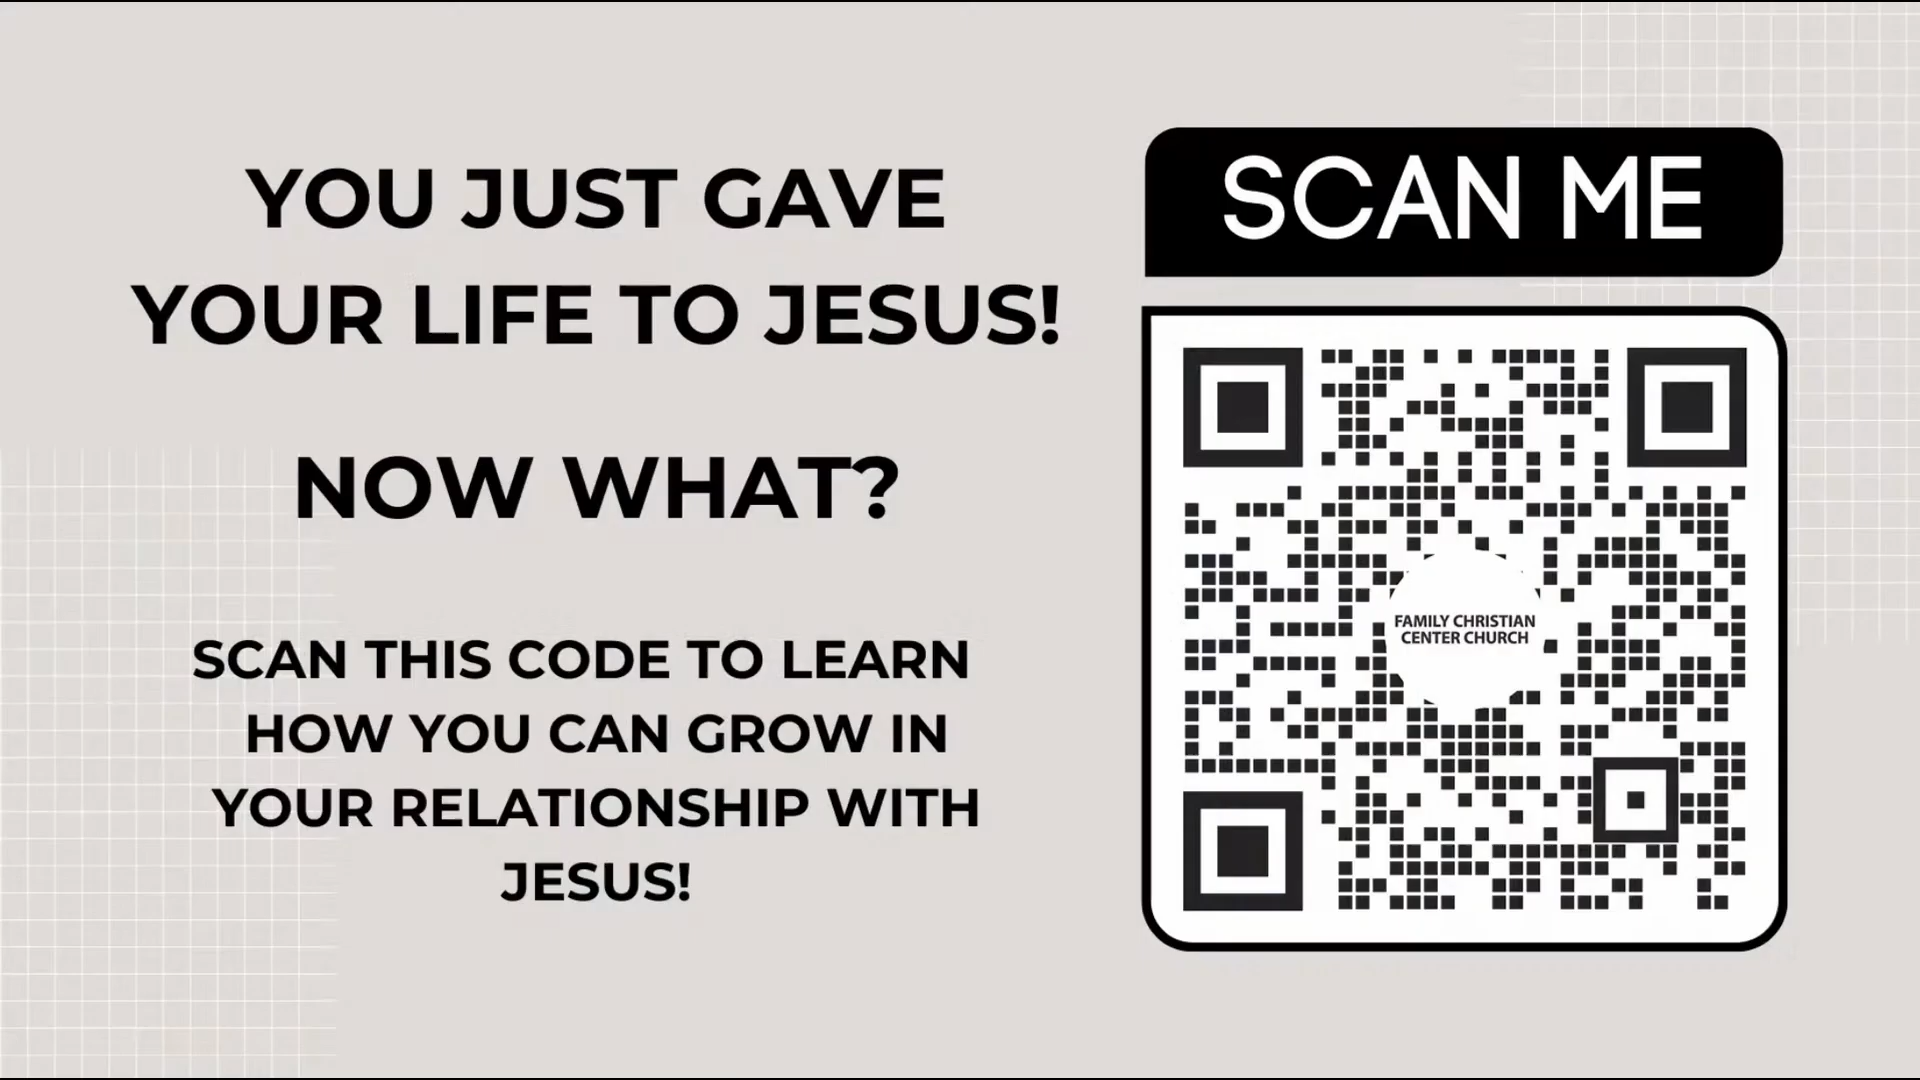 YOU JUST GAVE
YOUR LIFE TO JESUS!
NOW WHAT?
SCAN THIS CODE TO LEARN
HOW YOU CAN GROW IN
YOUR RELATIONSHIP WITH
JESUS!
SCAN ME
FAMILY CHRISTIAN
CENTER CHURCH